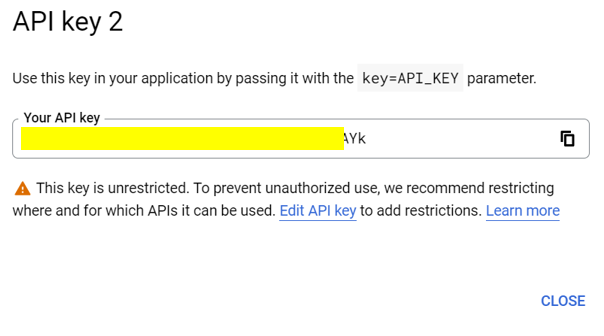 API key 2
Use this key in your application by passing it with the key=API_KEY parameter.
Your API key
AYk
This key is unrestricted. To prevent unauthorized use, we recommend restricting
where and for which APIs it can be used. Edit API key to add restrictions. Learn more
CLOSE